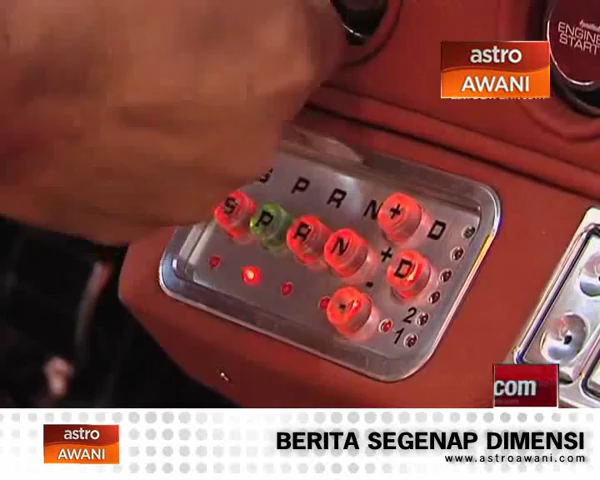 ENGINE
START
astro
AWANI
S P R N D
S P R N + D
+
-
-
2
1
com
astro
AWANI
BERITA SEGENAP DIMENSI
www.astroawani.com